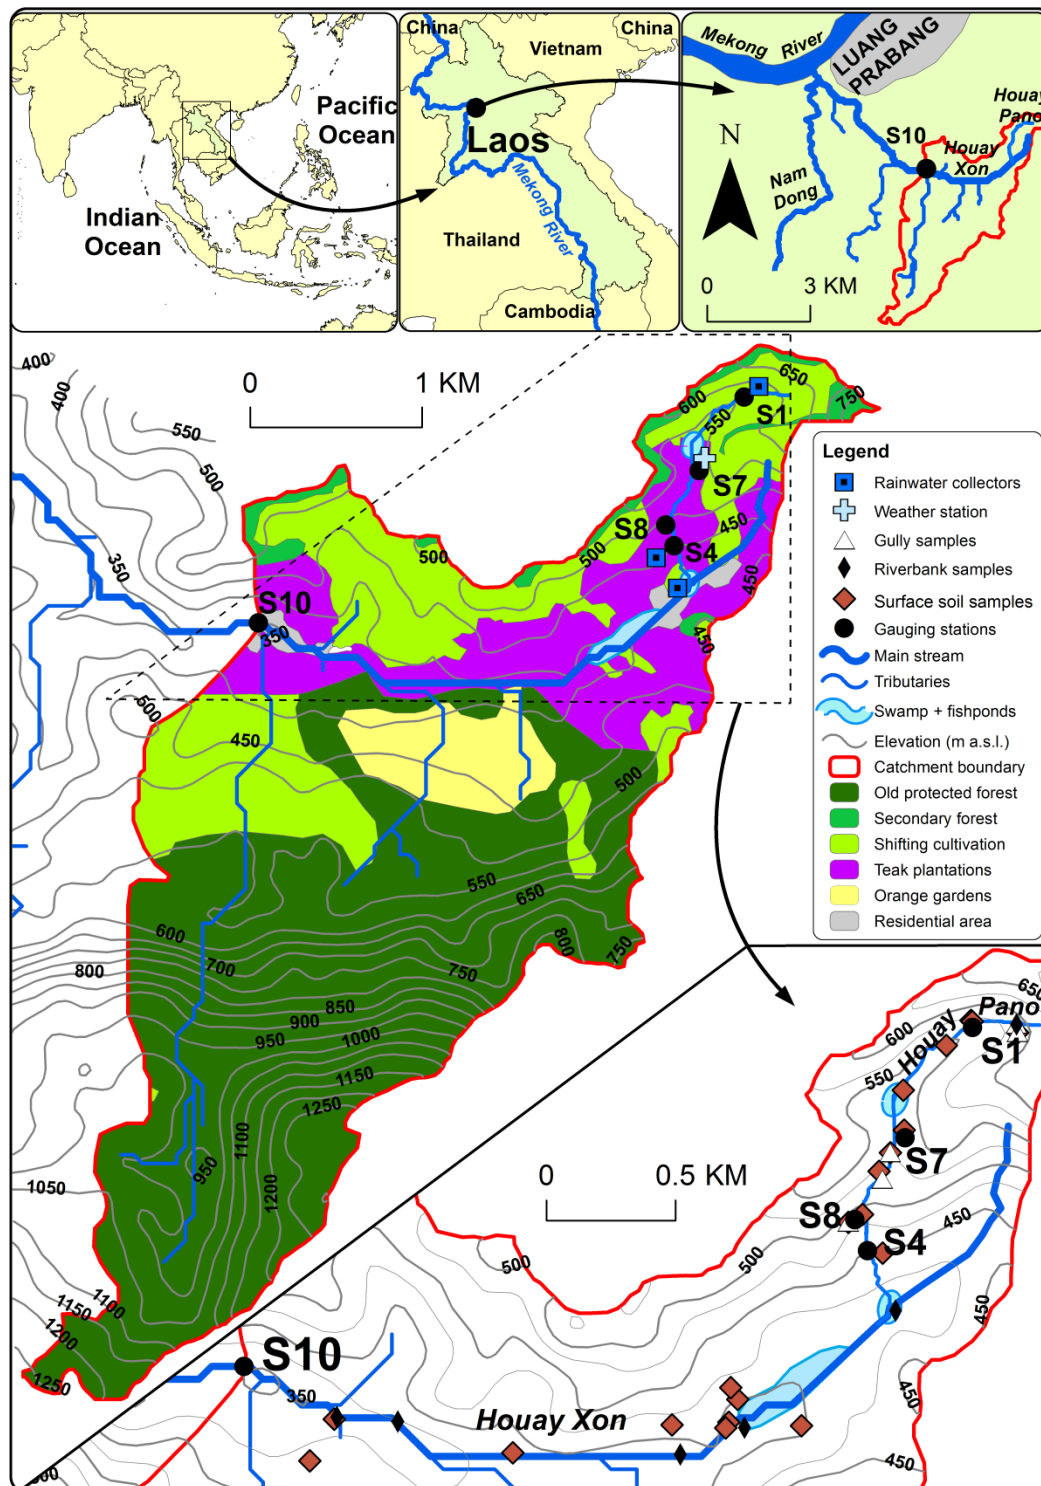 Pacific
Ocean
Indian
Ocean
China
China
Vietnam
Laos
Mekong River
Thailand
Cambodia
Mekong River
LUANG
PRABANG
Houay
S10
Houay
Xon
N
Nam
Dong
0 3 KM
400
400
550
500
350
0 1 KM
650
600
750
550
S1
S7
S8
S4
450
500
500
450
450
S10
350
500
450
500
550
650
600
700
800
750
750
800
850
900
950
1000
1150
1250
1100
950
1200
1050
1100
1150
1200
1250
Legend
Rainwater collectors
Weather station
Gully samples
Riverbank samples
Surface soil samples
Gauging stations
Main stream
Tributaries
Swamp + fishponds
Elevation (m a.s.l.)
Catchment boundary
Old protected forest
Secondary forest
Shifting cultivation
Teak plantations
Orange gardens
Residential area
650
600
Houay
S1
550
S7
0 0.5 KM
S8
S4
450
500
500
450
S10
350
Houay Xon
450
450